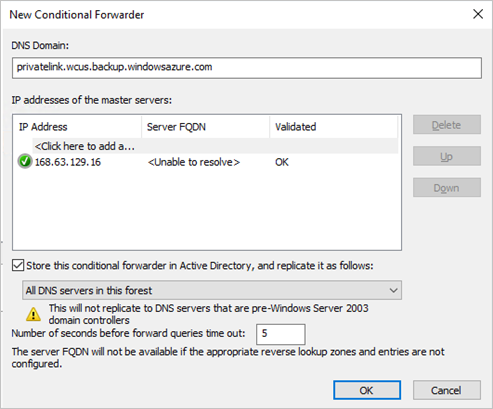 New Conditional Forwarder
DNS Domain:
privatelink.wcus.backup.windowsazure.com
IP addresses of the master servers:
IP Address Server FQDN Validated
<Click here to add a...
168.63.129.16 <Unable to resolve> OK
Delete
Up
Down
Store this conditional forwarder in Active Directory, and replicate it as follows:
All DNS servers in this forest
This will not replicate to DNS servers that are pre-Windows Server 2003
domain controllers
Number of seconds before forward queries time out: 5
The server FQDN will not be available if the appropriate reverse lookup zones and entries are not
configured.
OK Cancel